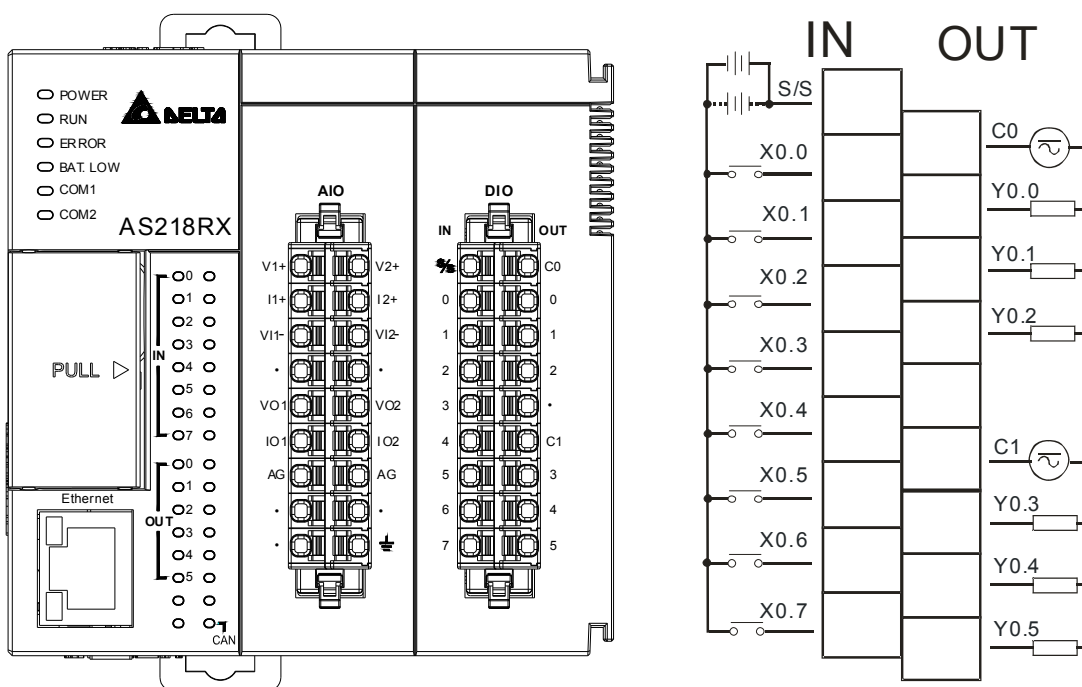 POWER
RUN
ERROR
BAT. LOW
COM1
COM2
DELTA
AS218RX
PULL
Ethernet
IN
0
1
2
3
4
5
6
7
OUT
0
1
2
3
4
5
CAN
AIO
V1+ V2+
I1+ I2+
VI1- VI2-
• •
VO1 VO2
IO1 IO2
AG AG
• •
•
DIO
IN OUT
S/S C0
0 0
1 1
2 2
3 •
4 C1
5 3
6 4
7 5
IN OUT
S/S
X0.0
X0.1
X0.2
X0.3
X0.4
X0.5
X0.6
X0.7
C0
Y0.0
Y0.1
Y0.2
C1
Y0.3
Y0.4
Y0.5